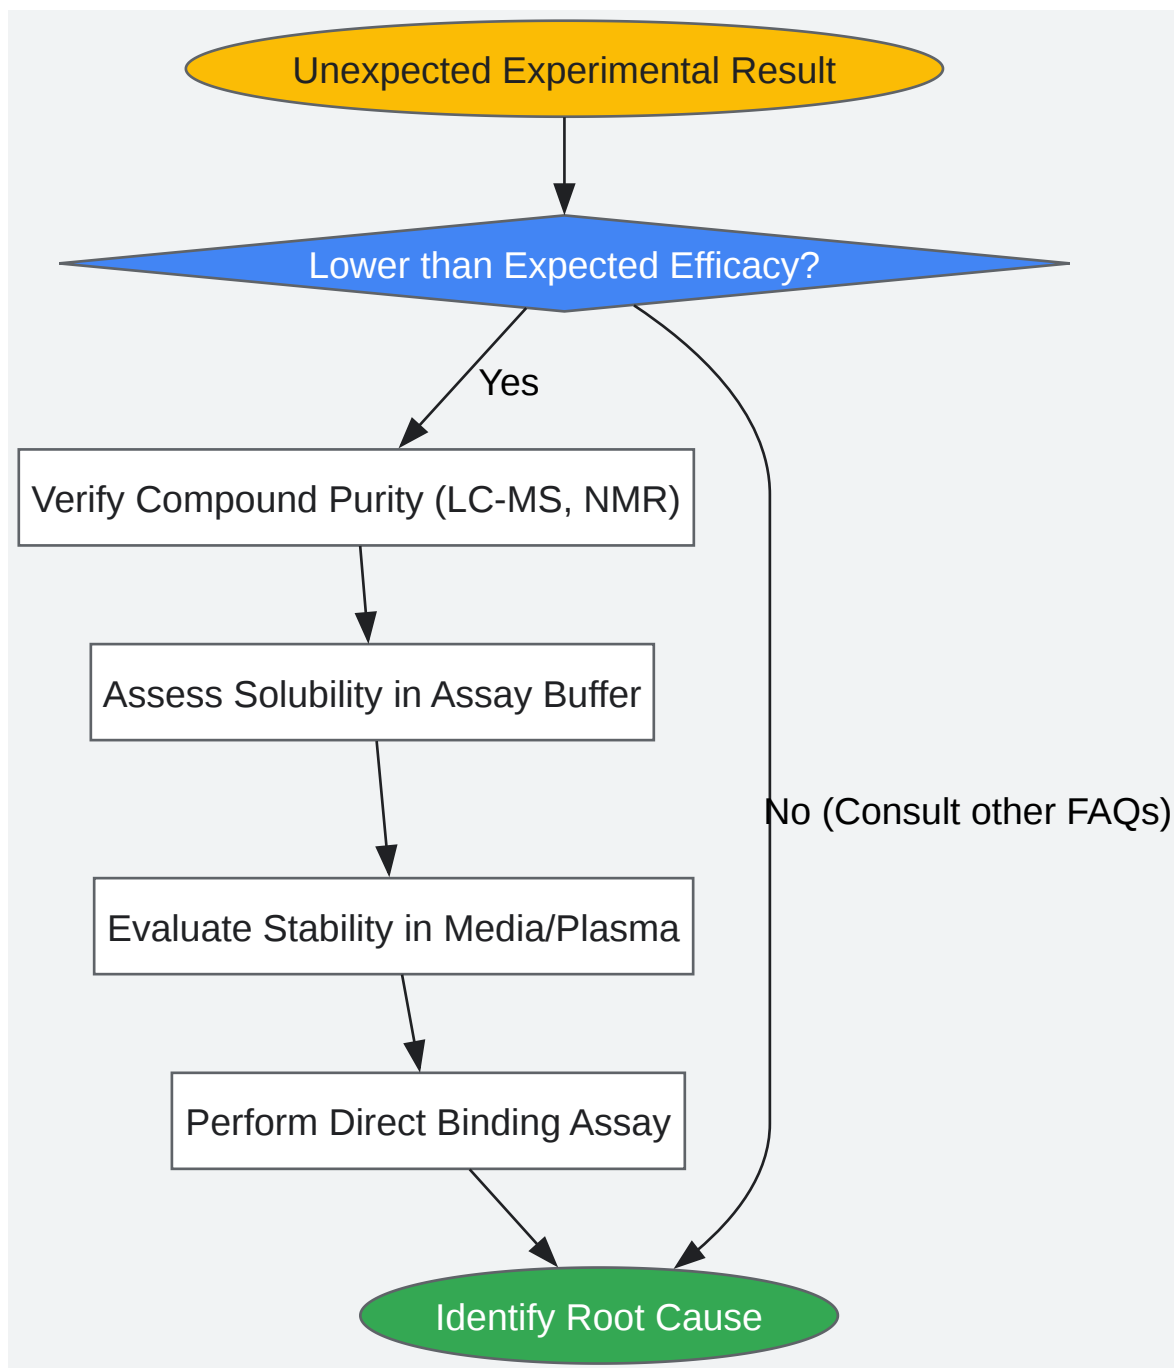 Unexpected Experimental Result
Lower than Expected Efficacy?
Yes
Verify Compound Purity (LC-MS, NMR)
Assess Solubility in Assay Buffer
No (Consult other FAQs)
Evaluate Stability in Media/Plasma
Perform Direct Binding Assay
Identify Root Cause